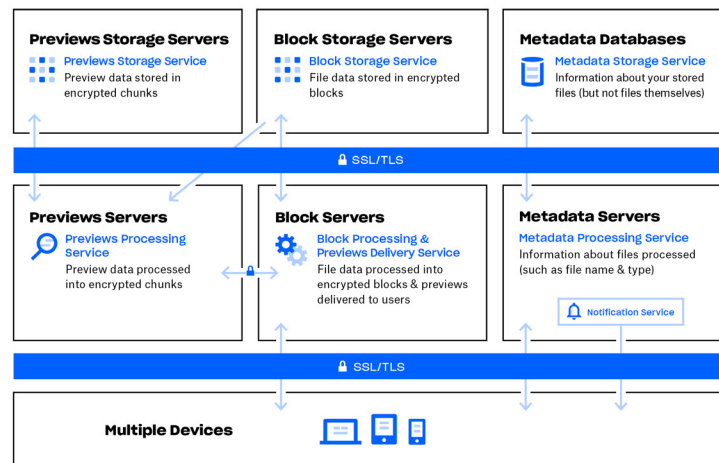 Previews Storage Servers
Previews Storage Service
Preview data stored in
encrypted chunks
Block Storage Servers
Block Storage Service
File data stored in encrypted
blocks
Metadata Databases
Metadata Storage Service
Information about your stored
files (but not files themselves)
SSL/TLS
Previews Servers
Previews Processing
Service
Preview data processed
into encrypted chunks
Block Servers
Block Processing &
Previews Delivery Service
File data processed into
encrypted blocks & previews
delivered to users
Metadata Servers
Metadata Processing Service
Information about files processed
(such as file name & type)
Notification Service
SSL/TLS
Multiple Devices